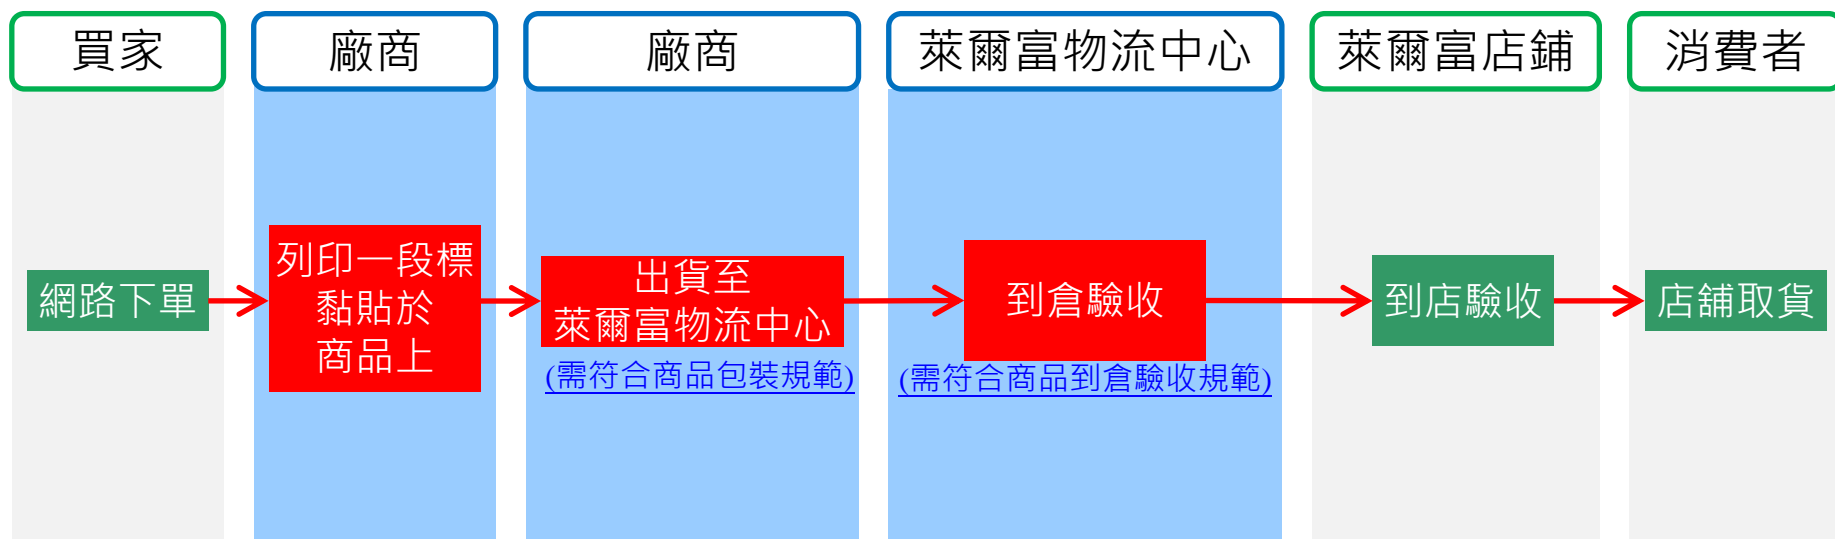 買家
廠商
廠商
萊爾富物流中心
萊爾富店鋪
消費者
網路下單
列印一段標
黏貼於
商品上
出貨至
萊爾富物流中心
(需符合商品包裝規範)
到倉驗收
(需符合商品到倉驗收規範)
到店驗收
店舖取貨